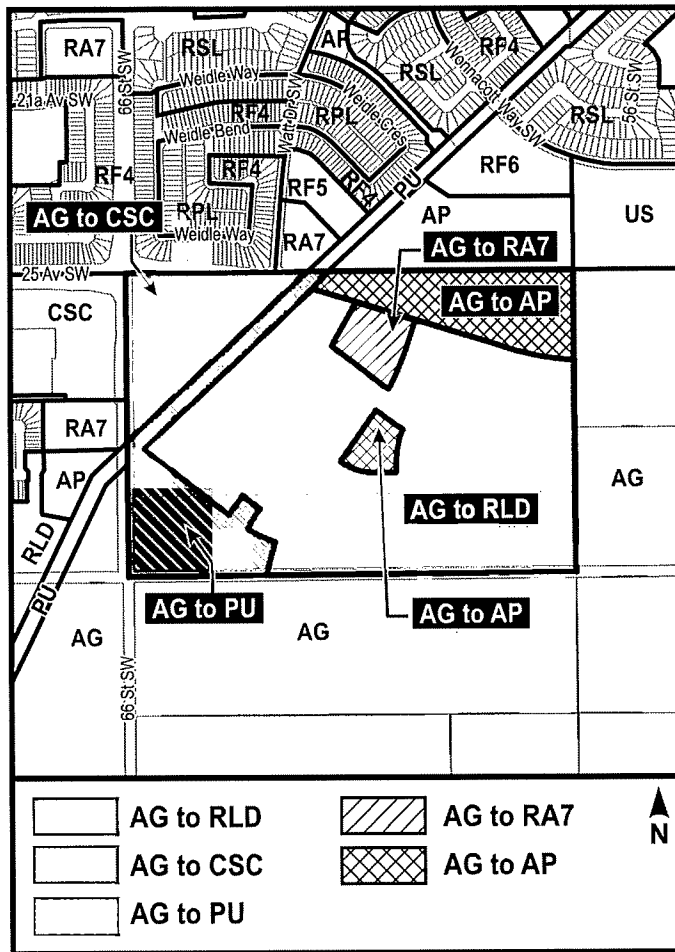 RA7
RSL
AP
RF4
Wonnacott Way SW
56 St SW
66 St SW
Weidle Way
RSL
RSL
21a Av SW
RF4
Watt Dr SW
RPL
Weidle Cres
Weidle Bend
RF4
RF4
RF5
RF4
PU
RF6
AG to CSC
RPL
Weidle Way
RA7
AP
US
AG to RA7
25 Av SW
CSC
AG to AP
RA7
AP
RLD
PU
AG to RLD
AG
AG to PU
AG to AP
AG
AG
66 St SW
AG to RLD
AG to RA7
AG to CSC
AG to AP
AG to PU
N